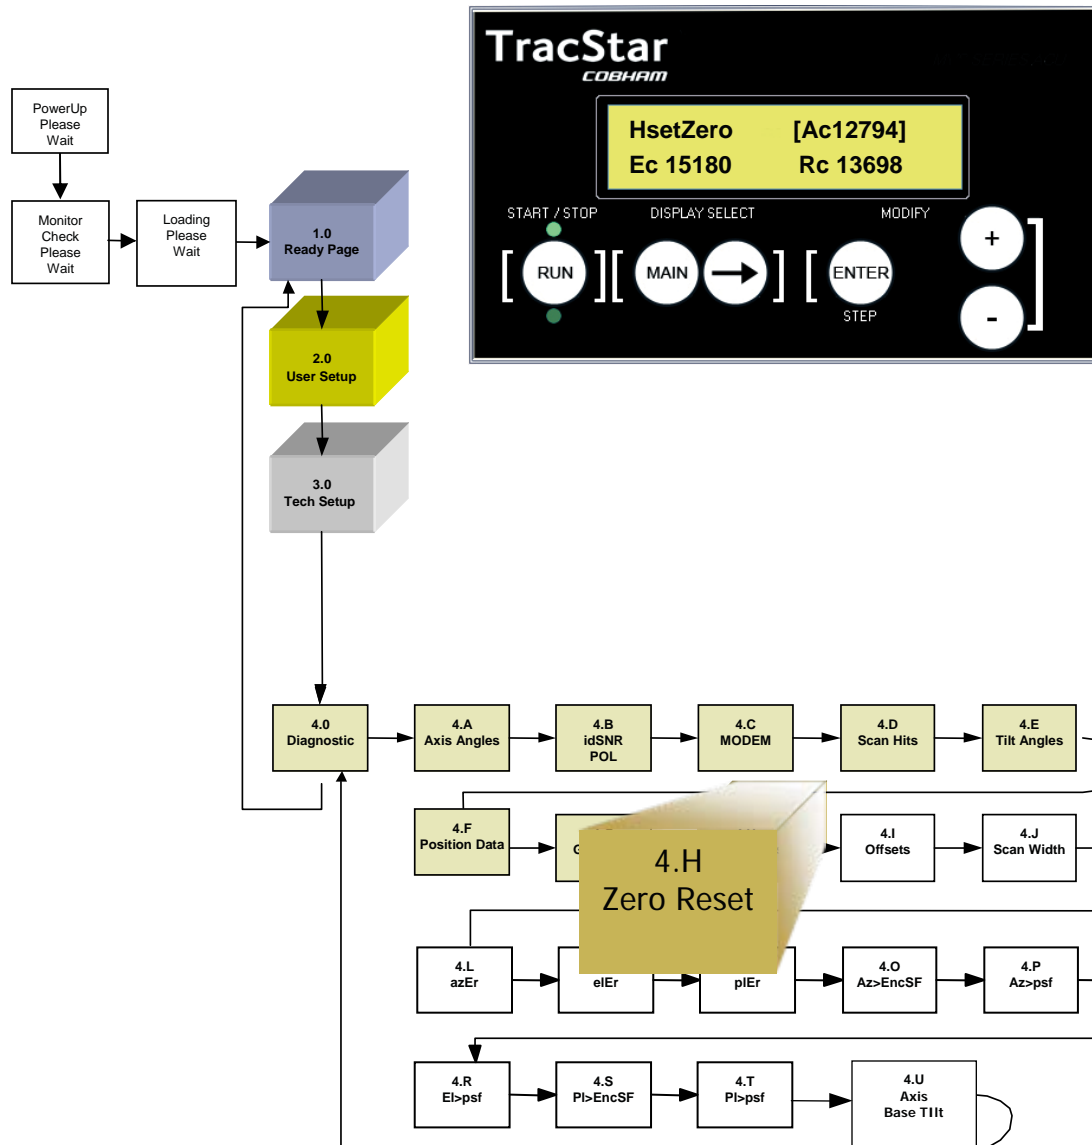 TracStar
COBHAM
HsetZero [Ac12794]
Ec 15180 Rc 13698
START / STOP DISPLAY SELECT MODIFY
[ RUN ] [ MAIN ] [ ENTER + - ]
STEP
PowerUp
Please
Wait
Monitor
Check
Please
Wait
Loading
Please
Wait
1.0
Ready Page
2.0
User Setup
3.0
Tech Setup
4.0
Diagnostic
4.A
Axis Angles
4.B
idSNR
POL
4.C
MODEM
4.D
Scan Hits
4.E
Tilt Angles
4.F
Position Data
4.H
Zero Reset
4.I
Offsets
4.J
Scan Width
4.L
azEr
elEr
plEr
4.O
Az>EncSF
4.P
Az>psf
4.R
El>psf
4.S
Pl>EncSF
4.T
Pl>psf
4.U
Axis
Base TIlt